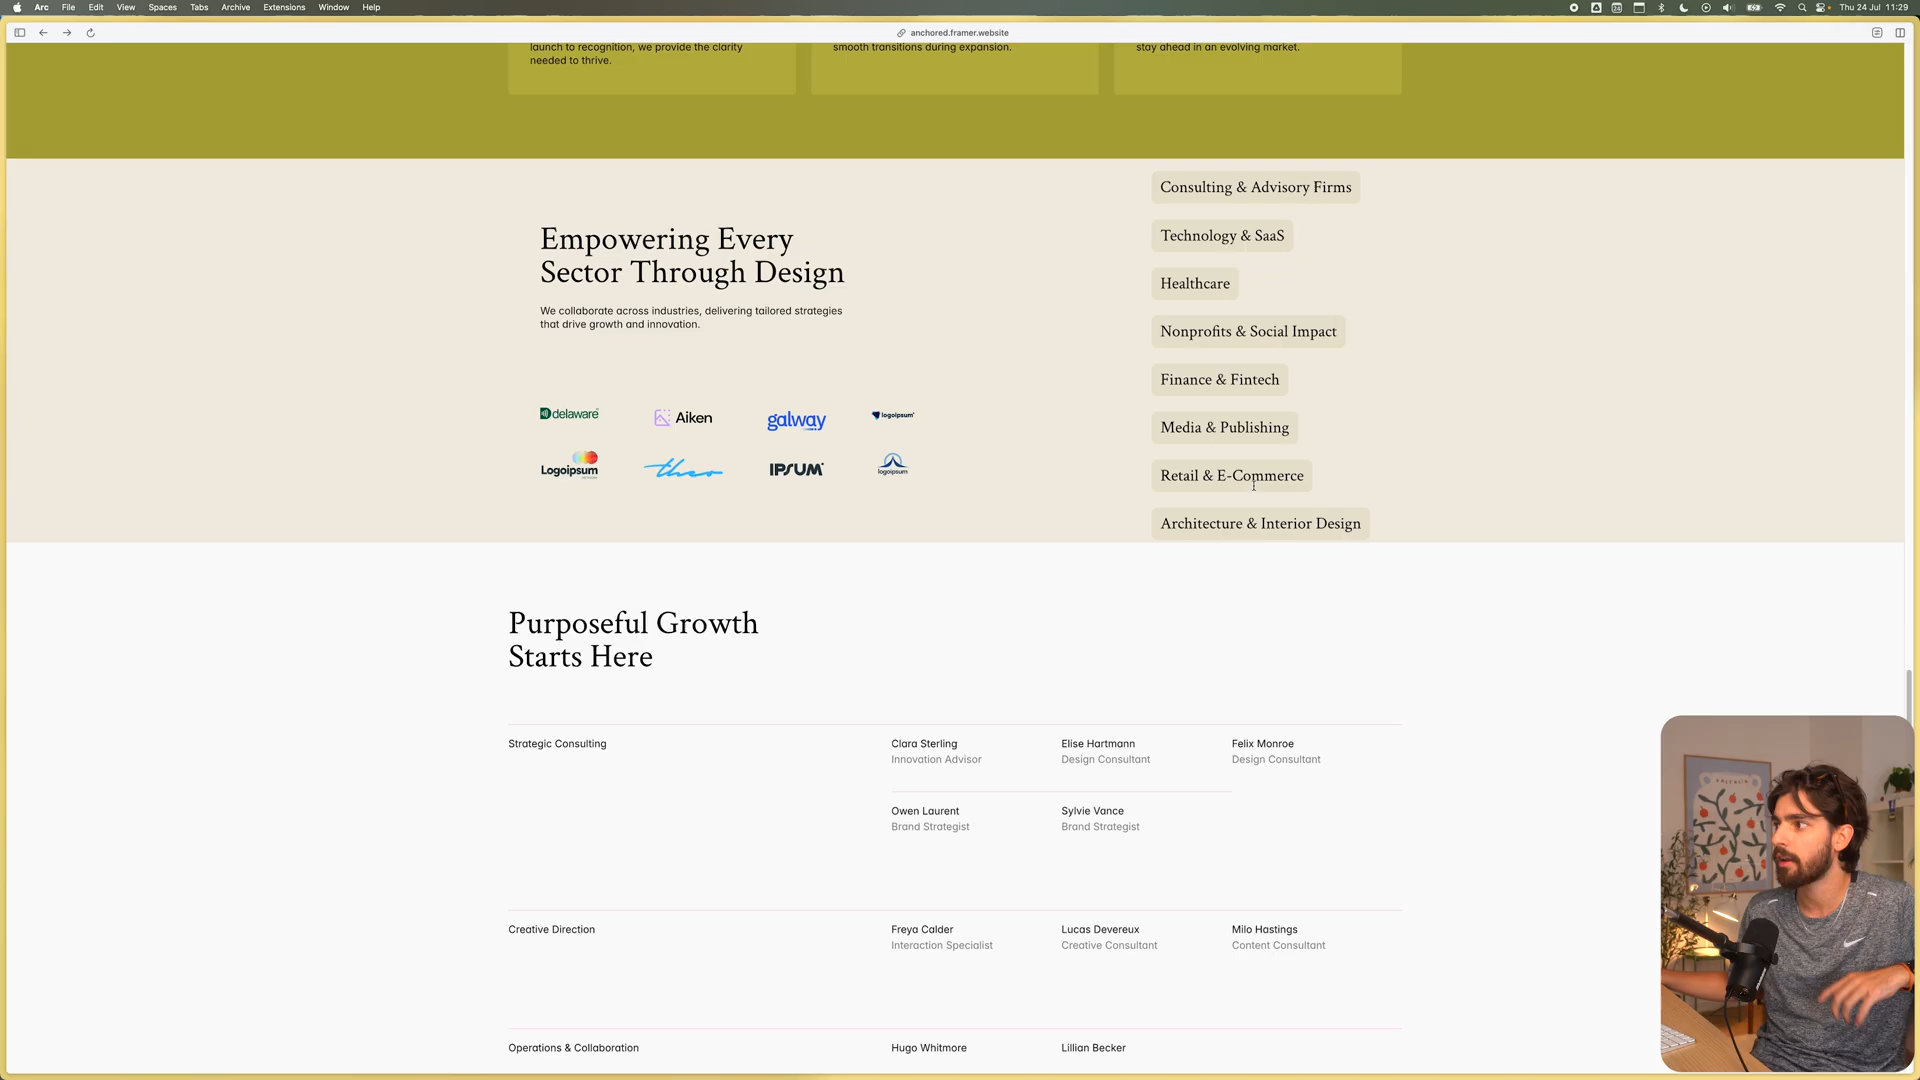 Arc File Edit View Spaces Tabs Archive Extensions Window Help
Thu 24 Jul 11:29
anchored.framer.website
launch to recognition, we provide the clarity
needed to thrive.
smooth transitions during expansion.
stay ahead in an evolving market.
Empowering Every
Sector Through Design
We collaborate across industries, delivering tailored strategies
that drive growth and innovation.
delaware Aiken galway logoipsum
Logoipsum theo IPSUM logoipsum
Consulting & Advisory Firms
Technology & SaaS
Healthcare
Nonprofits & Social Impact
Finance & Fintech
Media & Publishing
Retail & E-Commerce
Architecture & Interior Design
Purposeful Growth
Starts Here
Strategic Consulting
Clara Sterling
Innovation Advisor
Elise Hartmann
Design Consultant
Felix Monroe
Design Consultant
Owen Laurent
Brand Strategist
Sylvie Vance
Brand Strategist
Creative Direction
Freya Calder
Interaction Specialist
Lucas Devereux
Creative Consultant
Milo Hastings
Content Consultant
Operations & Collaboration
Hugo Whitmore
Lillian Becker